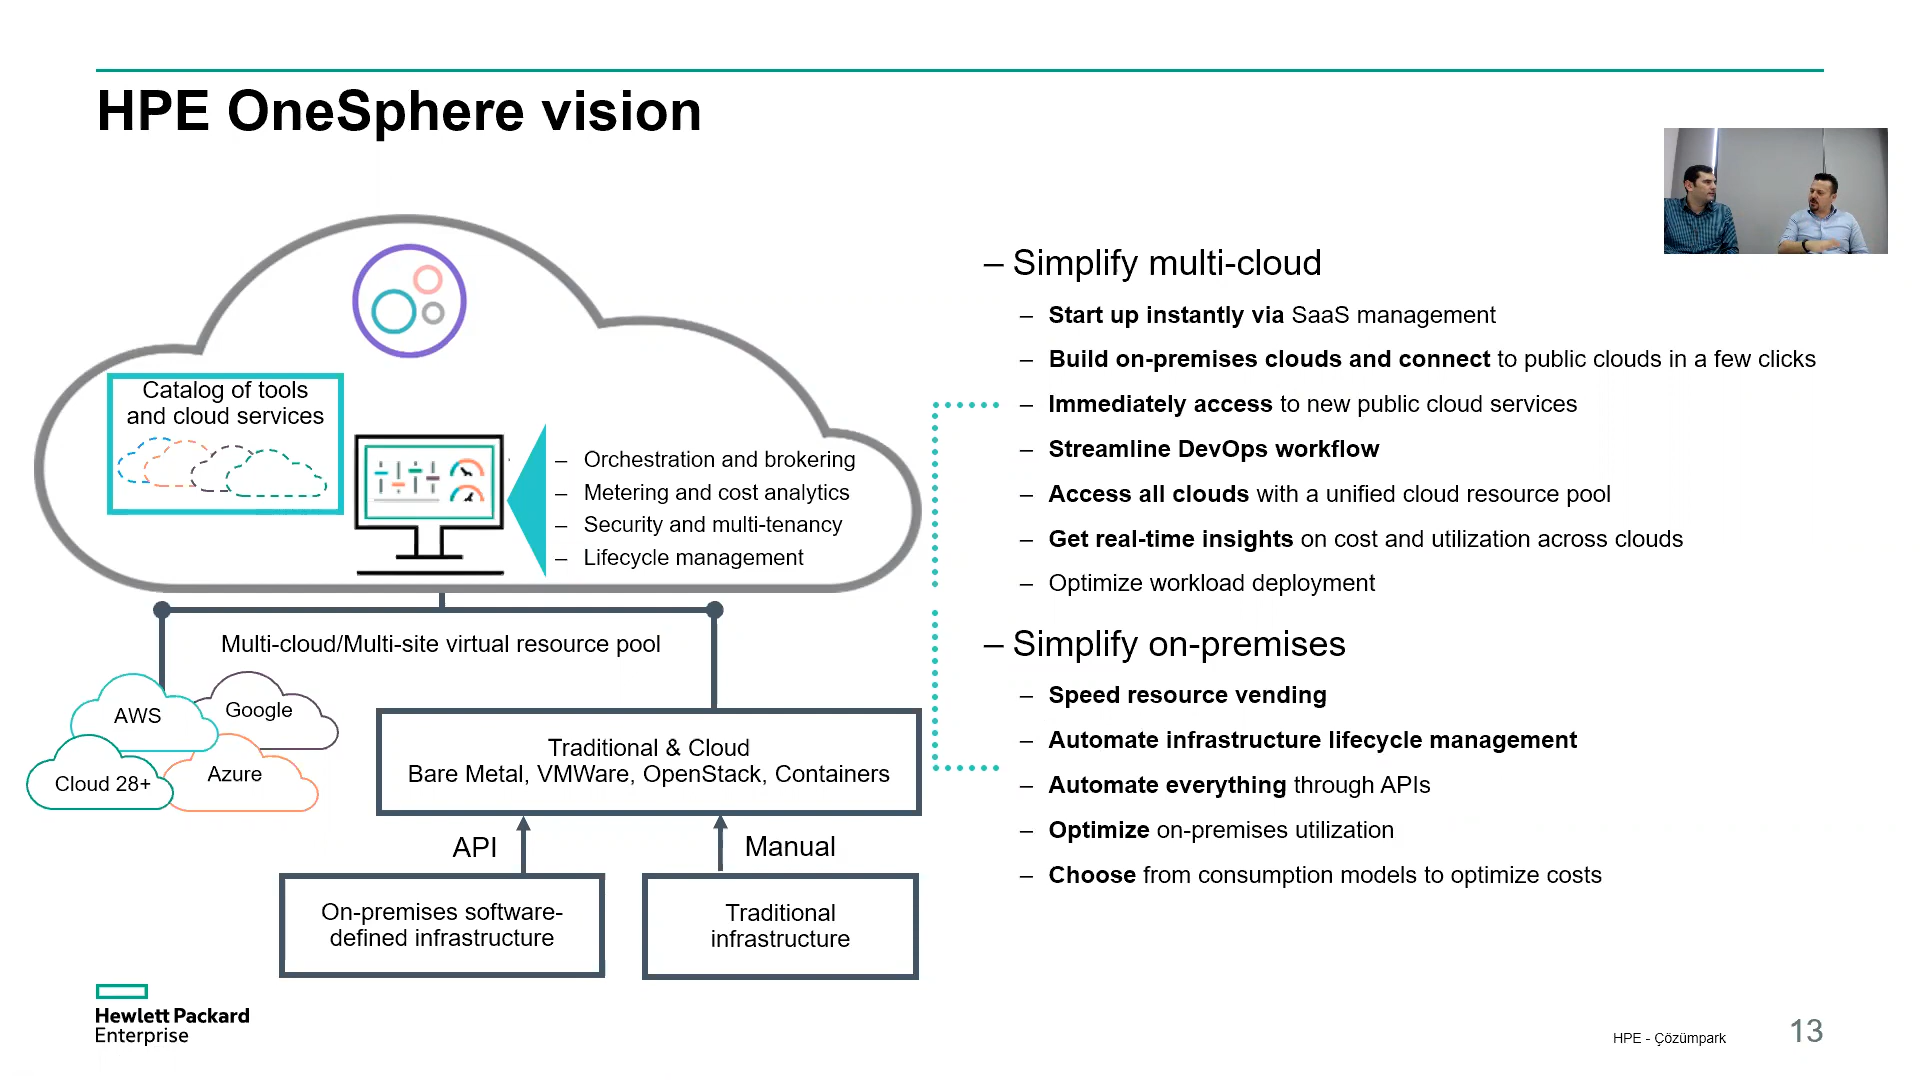 HPE OneSphere vision
Catalog of tools
and cloud services
– Orchestration and brokering
– Metering and cost analytics
– Security and multi-tenancy
– Lifecycle management
Multi-cloud/Multi-site virtual resource pool
AWS
Google
Cloud 28+
Azure
Traditional & Cloud
Bare Metal, VMWare, OpenStack, Containers
API
Manual
On-premises software-
defined infrastructure
Traditional
infrastructure
– Simplify multi-cloud
– Start up instantly via SaaS management
– Build on-premises clouds and connect to public clouds in a few clicks
– Immediately access to new public cloud services
– Streamline DevOps workflow
– Access all clouds with a unified cloud resource pool
– Get real-time insights on cost and utilization across clouds
– Optimize workload deployment
– Simplify on-premises
– Speed resource vending
– Automate infrastructure lifecycle management
– Automate everything through APIs
– Optimize on-premises utilization
– Choose from consumption models to optimize costs
Hewlett Packard
Enterprise
HPE - Çözümpark
13